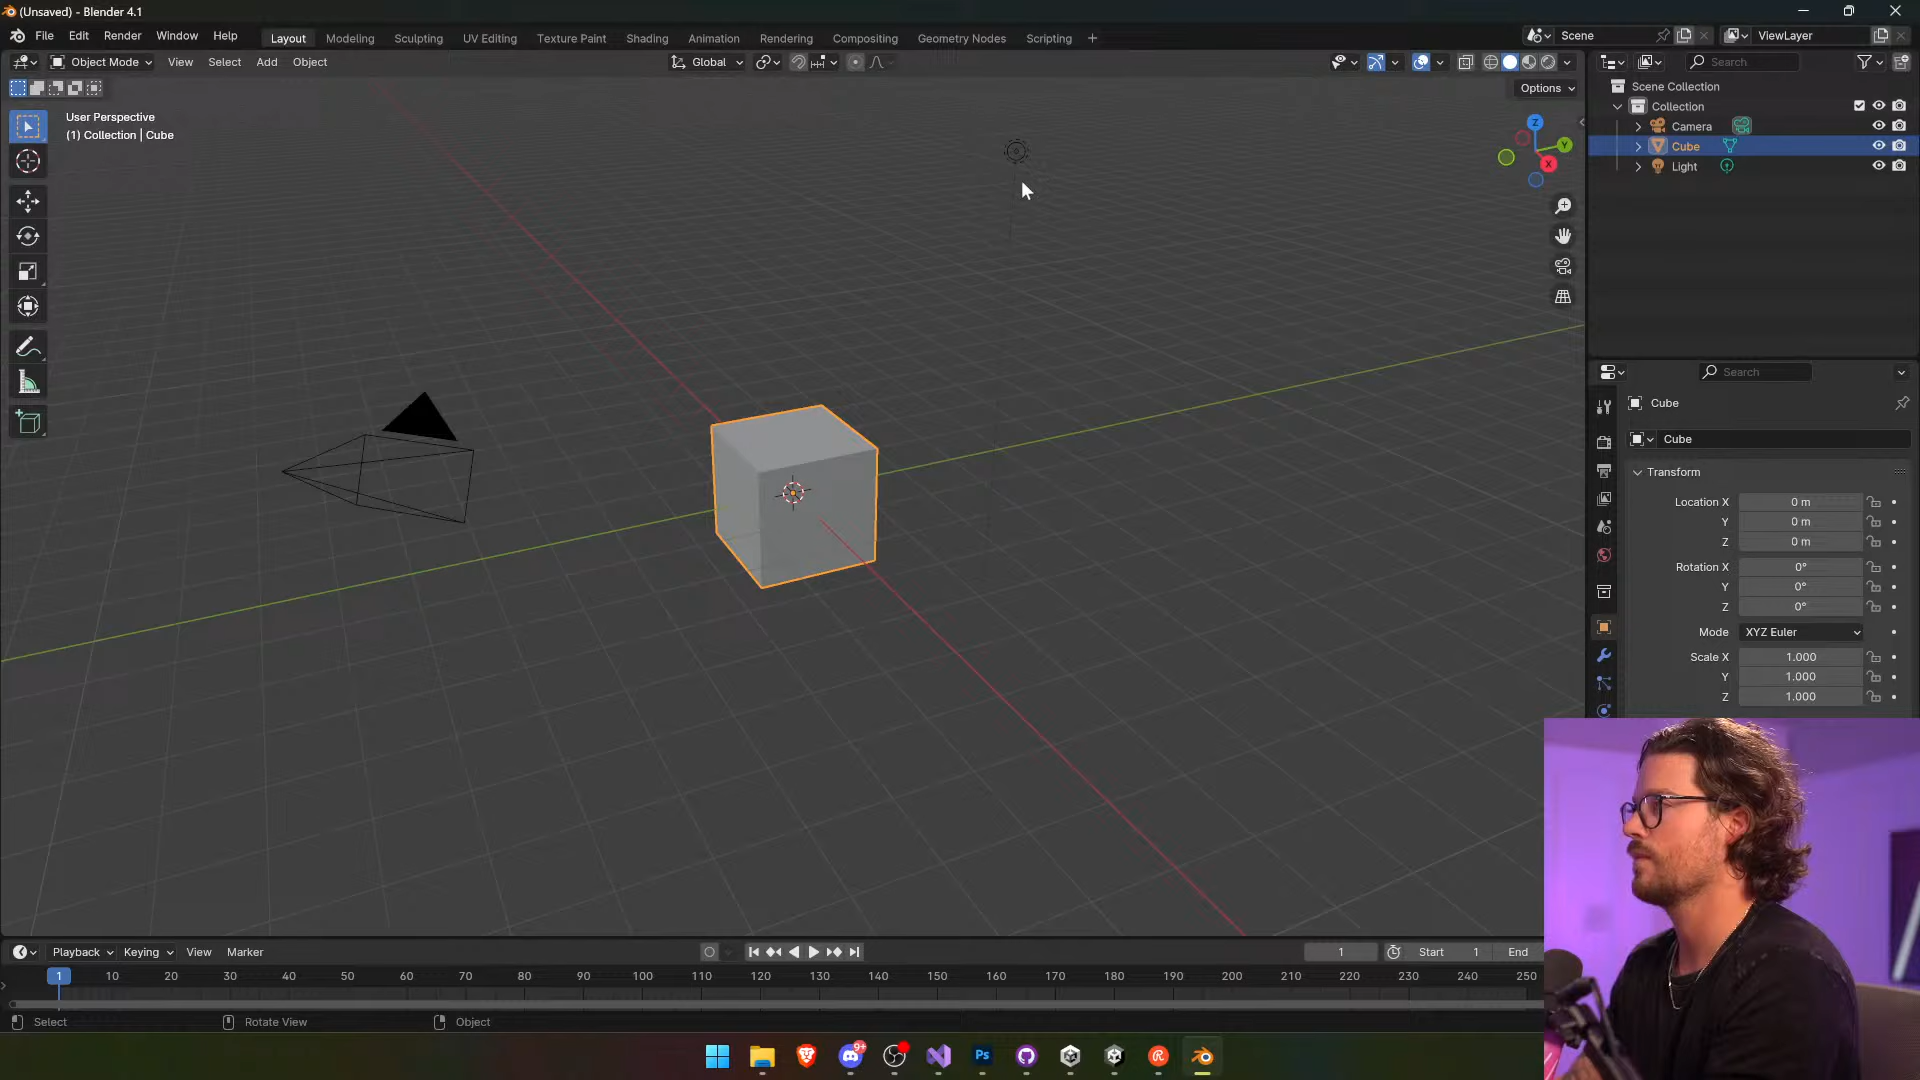 (Unsaved) - Blender 4.1
File Edit Render Window Help Layout Modeling Sculpting UV Editing Texture Paint Shading Animation Rendering Compositing Geometry Nodes Scripting + Scene ViewLayer
Object Mode View Select Add Object Global Search
Options
User Perspective
(1) Collection | Cube
Z
Y
X
Scene Collection
Collection
Camera
Cube
Light
Search
Cube
Cube
Transform
Location X 0 m
Y 0 m
Z 0 m
Rotation X 0°
Y 0°
Z 0°
Mode XYZ Euler
Scale X 1.000
Y 1.000
Z 1.000
Playback Keying View Marker 1 Start 1 End
1 10 20 30 40 50 60 70 80 90 100 110 120 130 140 150 160 170 180 190 200 210 220 230 240 250
Select Rotate View Object
9+ Ps